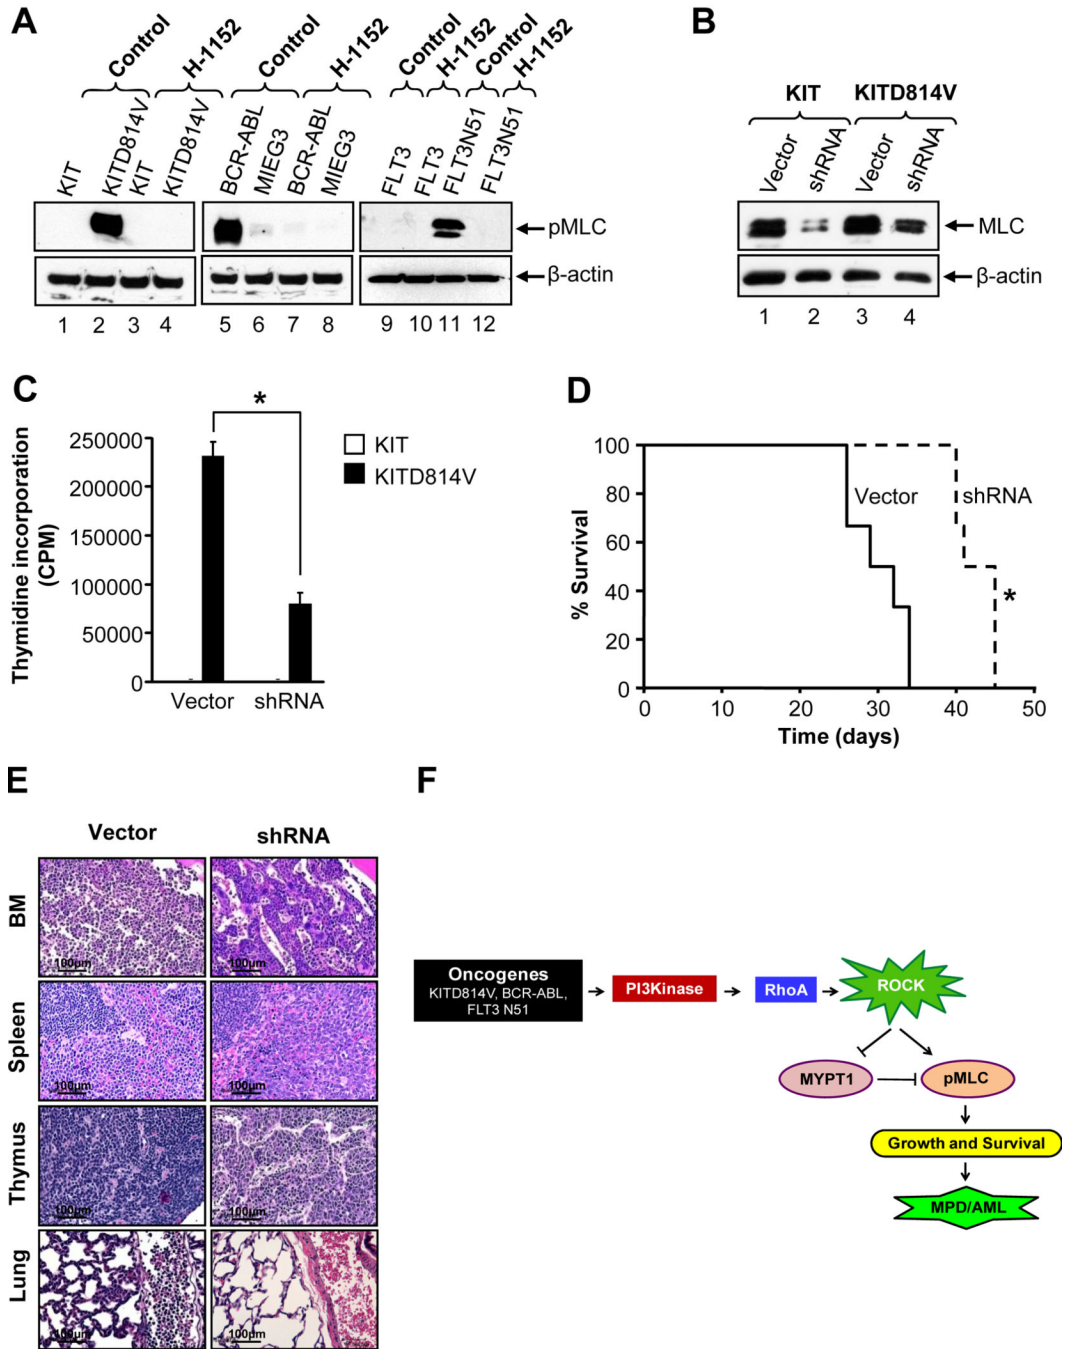 A
Control
H-1152
Control
H-1152
Control
H-1152
Control
H-1152
KIT
KITD814V
KIT
KITD814V
BCR-ABL
MIEG3
BCR-ABL
MIEG3
FLT3
FLT3
FLT3N51
FLT3N51
pMLC
β-actin
1 2 3 4 5 6 7 8 9 10 11 12
B
KIT KITD814V
Vector
shRNA
Vector
shRNA
MLC
β-actin
1 2 3 4
C
Thymidine incorporation
(CPM)
250000
200000
150000
100000
50000
0
*
KIT
KITD814V
Vector shRNA
D
% Survival
100
80
60
40
20
0
Vector
shRNA
*
0 10 20 30 40 50
Time (days)
E
Vector shRNA
BM
100µm 100µm
Spleen
100µm 100µm
Thymus
100µm 100µm
Lung
100µm 100µm
F
Oncogenes
KITD814V, BCR-ABL,
FLT3 N51
PI3Kinase
RhoA
ROCK
MYPT1
pMLC
Growth and Survival
MPD/AML